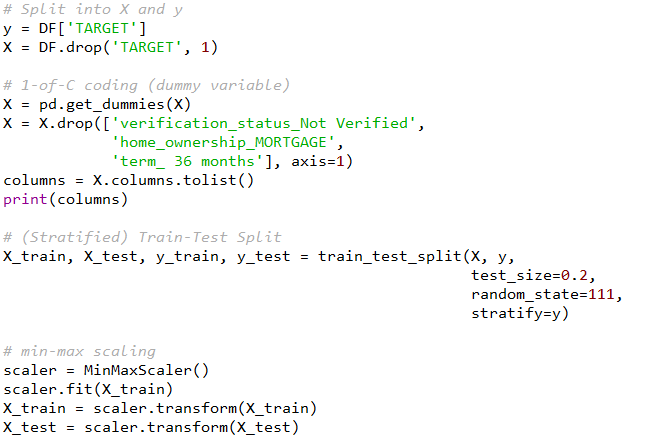 # Split into X and y
y = DF['TARGET']
X = DF.drop('TARGET', 1)

# 1-of-C coding (dummy variable)
X = pd.get_dummies(X)
X = X.drop(['verification_status_Not Verified',
            'home_ownership_MORTGAGE',
            'term_ 36 months'], axis=1)
columns = X.columns.tolist()
print(columns)

# (Stratified) Train-Test Split
X_train, X_test, y_train, y_test = train_test_split(X, y,
                                                    test_size=0.2,
                                                    random_state=111,
                                                    stratify=y)

# min-max scaling
scaler = MinMaxScaler()
scaler.fit(X_train)
X_train = scaler.transform(X_train)
X_test = scaler.transform(X_test)